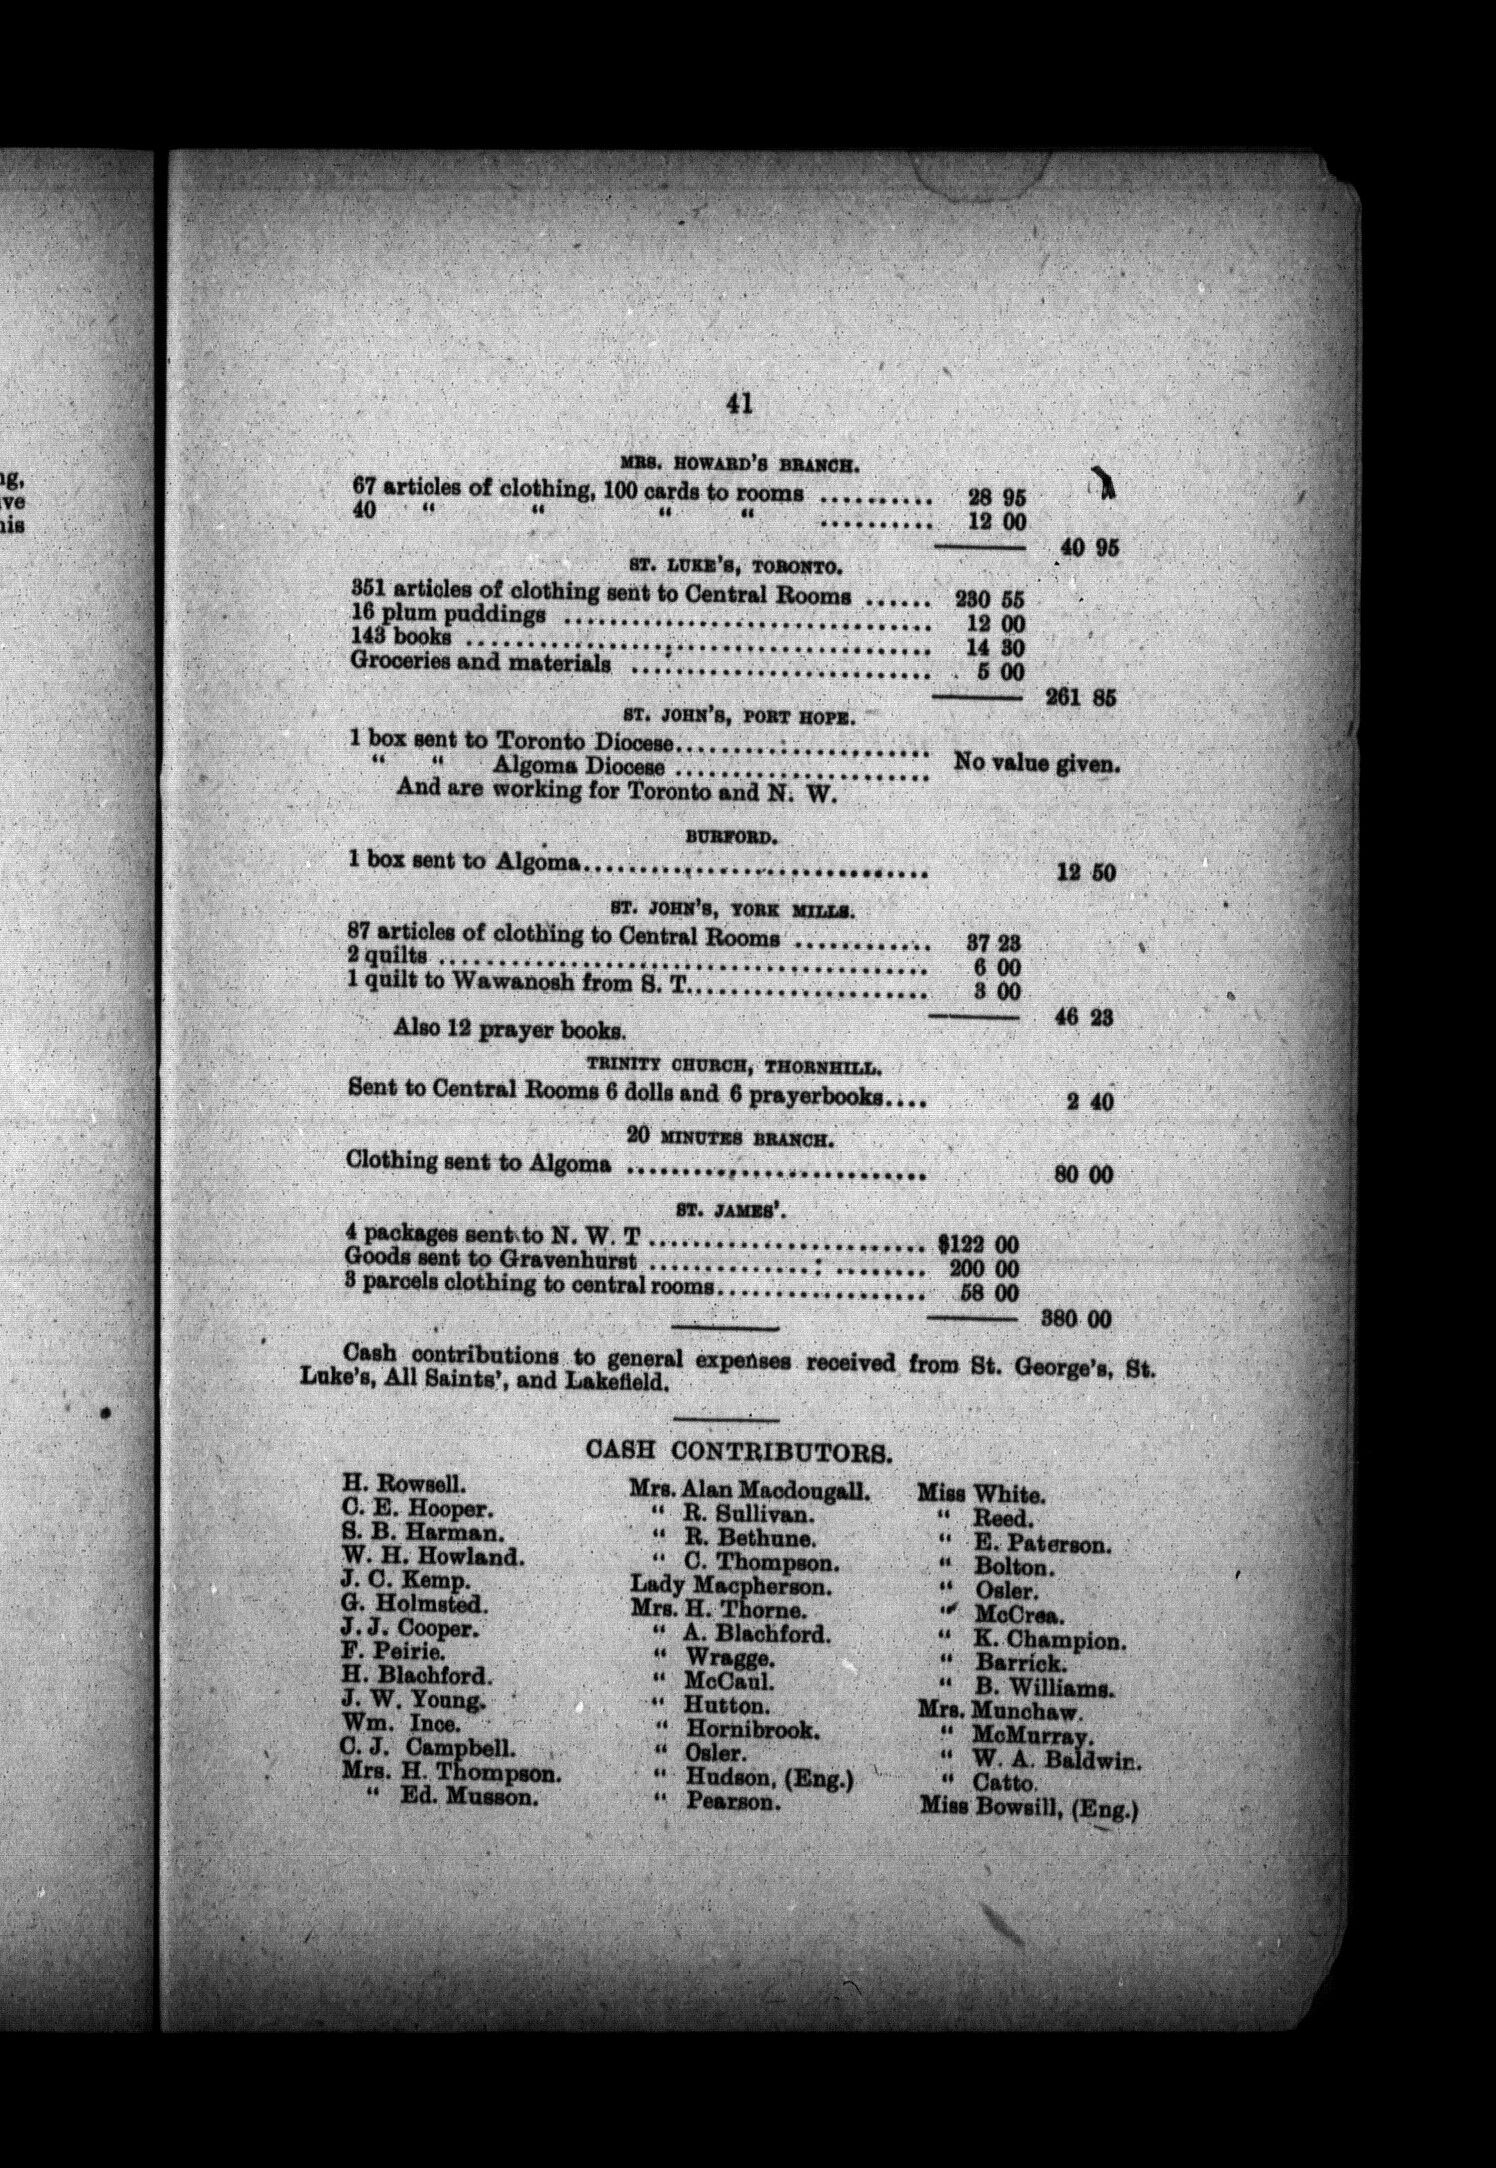 ng,
ive
his
41
MRS. HOWARD'S BRANCH.
67 articles of clothing, 100 cards to rooms .......... 28 95
40 “ “ “ “ .......... 12 00
40 95
ST. LUKE'S, TORONTO.
351 articles of clothing sent to Central Rooms ...... 230 55
16 plum puddings .............................. 12 00
143 books ...................................... 14 30
Groceries and materials ......................... 5 00
261 85
ST. JOHN'S, PORT HOPE.
1 box sent to Toronto Diocese......................
“ “ Algoma Diocese ...................... No value given.
And are working for Toronto and N. W.
BURFORD.
1 box sent to Algoma.............................. 12 50
ST. JOHN'S, YORK MILLS.
87 articles of clothing to Central Rooms ............ 37 23
2 quilts ........................................ 6 00
1 quilt to Wawanosh from S. T..................... 3 00
46 23
Also 12 prayer books.
TRINITY CHURCH, THORNHILL.
Sent to Central Rooms 6 dolls and 6 prayerbooks.... 2 40
20 MINUTES BRANCH.
Clothing sent to Algoma ......................... 80 00
ST. JAMES'.
4 packages sent to N. W. T ........................ $122 00
Goods sent to Gravenhurst ........................ 200 00
3 parcels clothing to central rooms.................. 58 00
380 00
Cash contributions to general expenses received from St. George's, St.
Luke's, All Saints', and Lakefield.
CASH CONTRIBUTORS.
H. Rowsell.
C. E. Hooper.
S. B. Harman.
W. H. Howland.
J. C. Kemp.
G. Holmsted.
J. J. Cooper.
F. Peirie.
H. Blachford.
J. W. Young.
Wm. Ince.
C. J. Campbell.
Mrs. H. Thompson.
“ Ed. Musson.
Mrs. Alan Macdougall.
“ R. Sullivan.
“ R. Bethune.
“ C. Thompson.
Lady Macpherson.
Mrs. H. Thorne.
“ A. Blachford.
“ Wragge.
“ McCaul.
“ Hutton.
“ Hornibrook.
“ Osler.
“ Hudson, (Eng.)
“ Pearson.
Miss White.
“ Reed.
“ E. Paterson.
“ Bolton.
“ Osler.
“ McCrea.
“ K. Champion.
“ Barrick.
“ B. Williams.
Mrs. Munchaw.
“ McMurray.
“ W. A. Baldwin.
“ Catto.
Miss Bowsill, (Eng.)